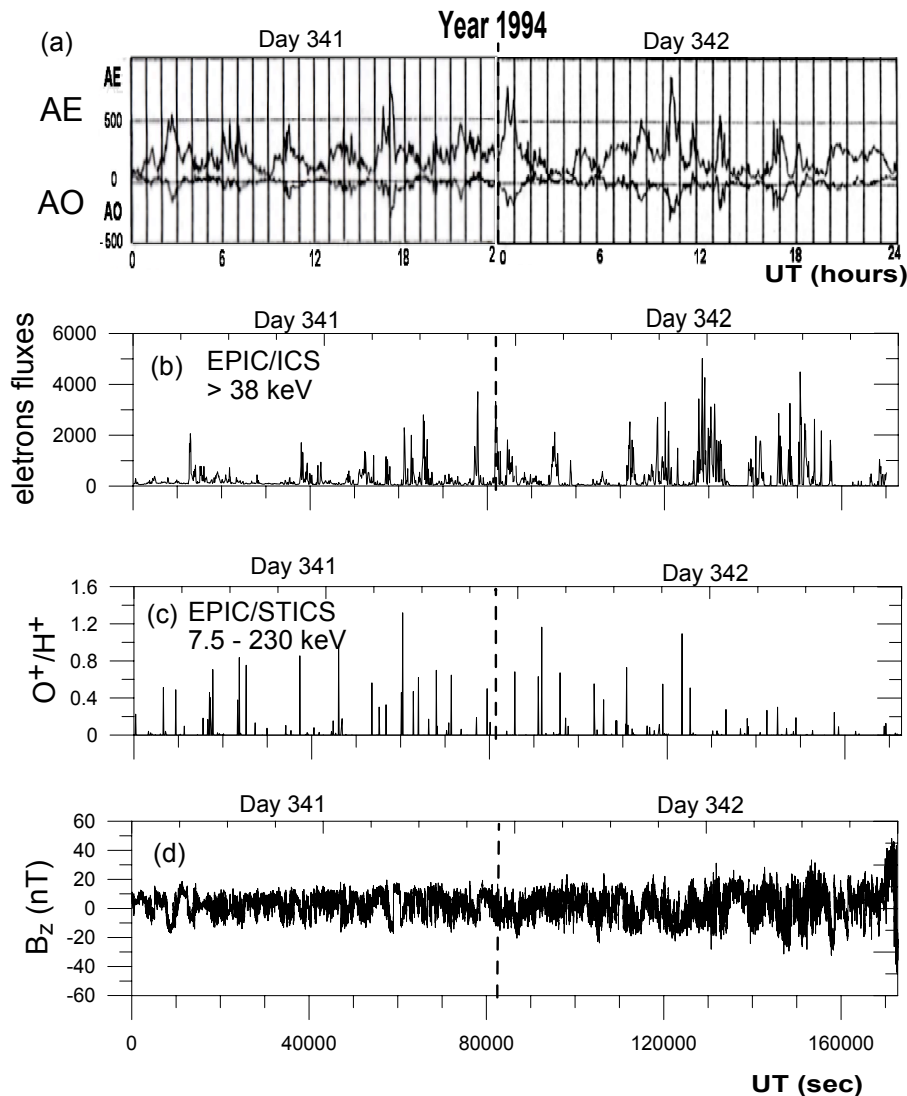 Year 1994
(a)
Day 341
Day 342
AE
AE
500
0
AO
AO
-500
0
6
12
18
2
0
6
12
18
24
UT (hours)
Day 341
Day 342
eletrons fluxes
6000
4000
2000
0
(b)
EPIC/ICS
> 38 keV
Day 341
Day 342
O+/H+
1.6
1.2
0.8
0.4
0
(c)
EPIC/STICS
7.5 - 230 keV
Day 341
Day 342
Bz (nT)
60
40
20
0
-20
-40
-60
(d)
0
40000
80000
120000
160000
UT (sec)